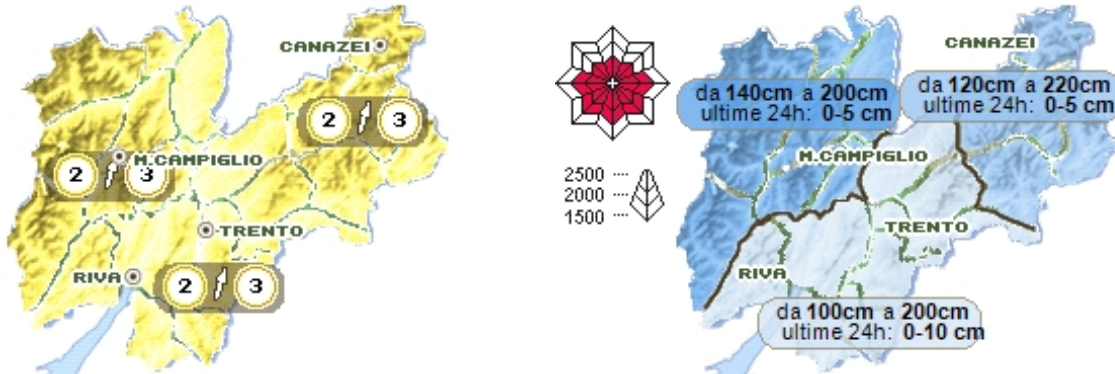 CANAZEI
2 3
M.CAMPIGLIO
2 3
TRENTO
RIVA
2 3
CANAZEI
da 140cm a 200cm
ultime 24h: 0-5 cm
da 120cm a 220cm
ultime 24h: 0-5 cm
M.CAMPIGLIO
2500
2000
1500
TRENTO
RIVA
da 100cm a 200cm
ultime 24h: 0-10 cm